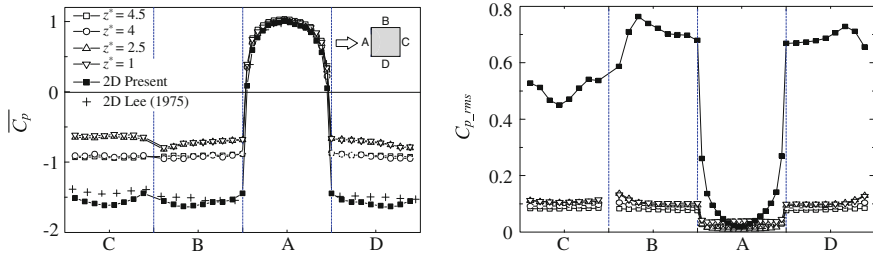 z* = 4.5
z* = 4
z* = 2.5
z* = 1
2D Present
2D Lee (1975)
B
A C
D
1
0
-1
-2
Cp
C B A D
0.8
0.6
0.4
0.2
0
Cp_rms
C B A D